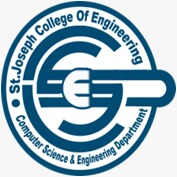 St.Joseph College Of Engineering
Computer Science & Engineering Department